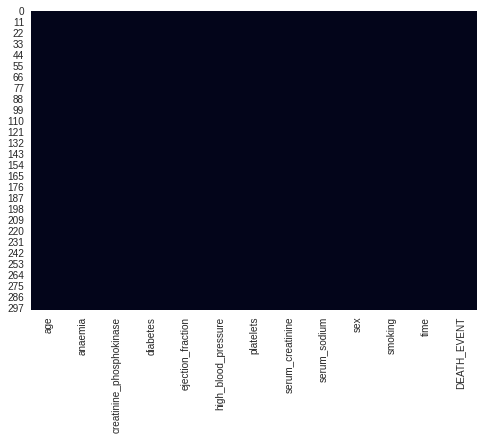 0
11
22
33
44
55
66
77
88
99
110
121
132
143
154
165
176
187
198
209
220
231
242
253
264
275
286
297
age
anaemia
creatinine_phosphokinase
diabetes
ejection_fraction
high_blood_pressure
platelets
serum_creatinine
serum_sodium
sex
smoking
time
DEATH_EVENT